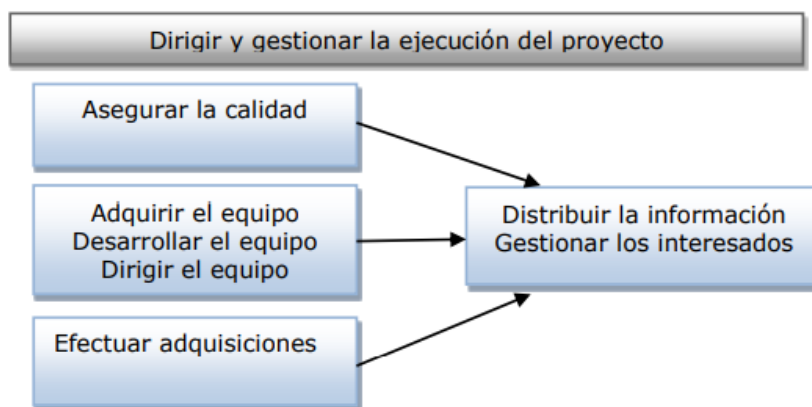 Dirigir y gestionar la ejecución del proyecto
Asegurar la calidad
Adquirir el equipo
Desarrollar el equipo
Dirigir el equipo
Efectuar adquisiciones
Distribuir la información
Gestionar los interesados